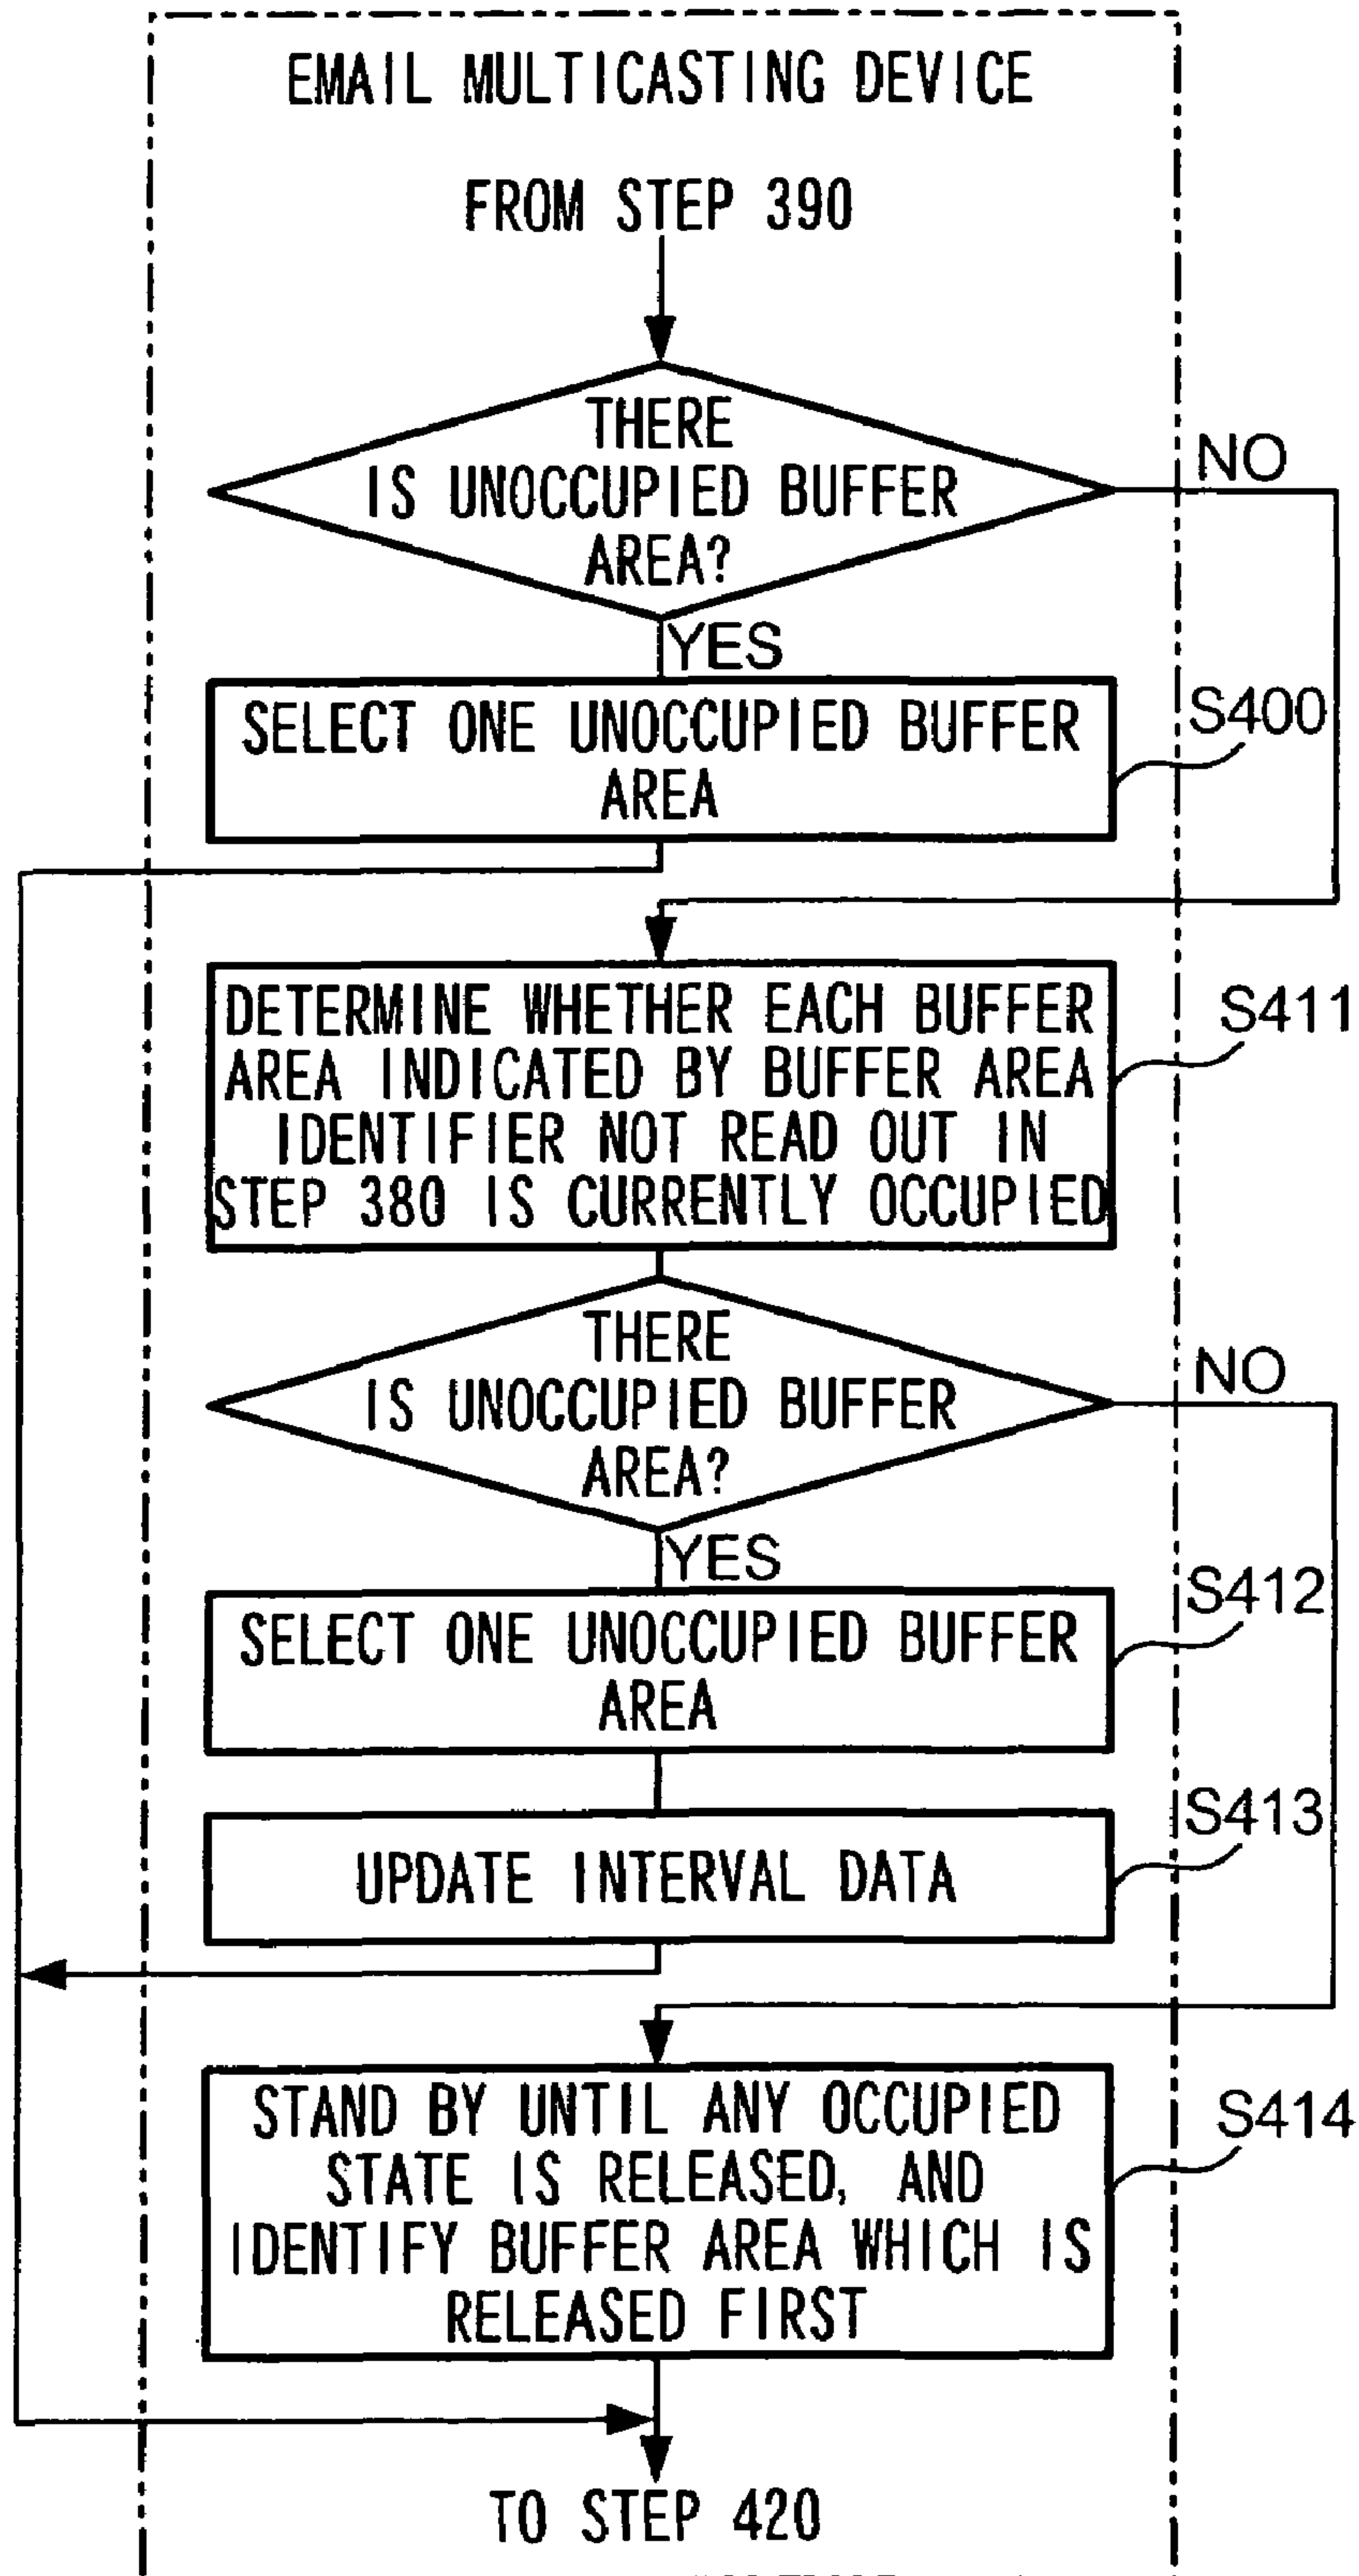 EMAIL MULTICASTING DEVICE
FROM STEP 390
THERE
IS UNOCCUPIED BUFFER
AREA?
NO
YES
SELECT ONE UNOCCUPIED BUFFER
AREA
S400
DETERMINE WHETHER EACH BUFFER
AREA INDICATED BY BUFFER AREA
IDENTIFIER NOT READ OUT IN
STEP 380 IS CURRENTLY OCCUPIED
S411
THERE
IS UNOCCUPIED BUFFER
AREA?
NO
YES
SELECT ONE UNOCCUPIED BUFFER
AREA
S412
UPDATE INTERVAL DATA
S413
STAND BY UNTIL ANY OCCUPIED
STATE IS RELEASED, AND
IDENTIFY BUFFER AREA WHICH IS
RELEASED FIRST
S414
TO STEP 420